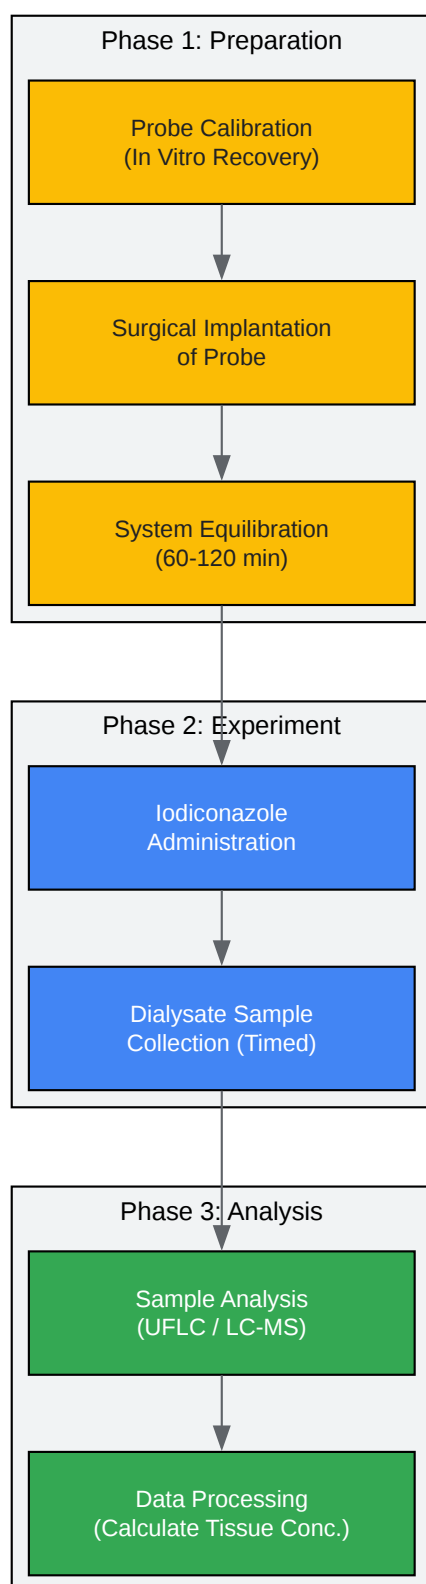 Phase 1: Preparation
Probe Calibration
(In Vitro Recovery)
Surgical Implantation
of Probe
System Equilibration
(60-120 min)
Phase 2: Experiment
Iodiconazole
Administration
Dialysate Sample
Collection (Timed)
Phase 3: Analysis
Sample Analysis
(UFLC / LC-MS)
Data Processing
(Calculate Tissue Conc.)